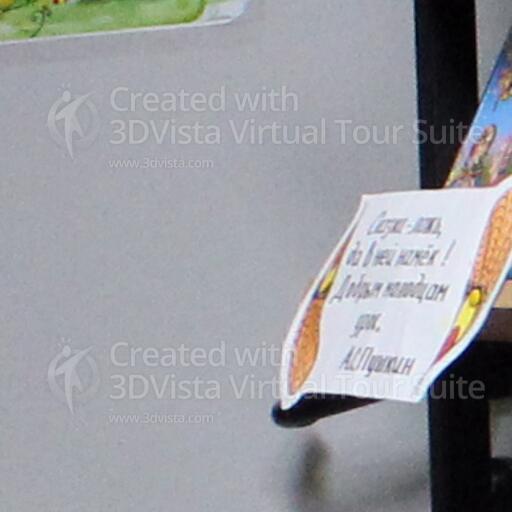 Created with
3DVista Virtual Tour Suite
www.3dvista.com
Сказка-ложь,
да в ней намёк!
Добрым молодцам
урок.
А.С.Пушкин
Created with
3DVista Virtual Tour Suite
www.3dvista.com